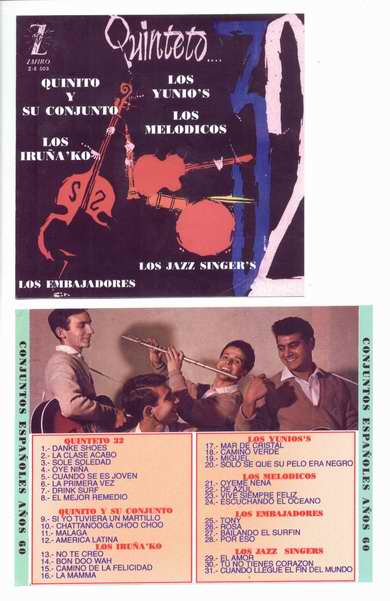 Z
ZAFIRO
Z-E 503
Quinteto....
QUINITO
Y
SU CONJUNTO
LOS
YUNIO'S
LOS
MELODICOS
LOS
IRUÑA'KO
LOS JAZZ SINGER'S
LOS EMBAJADORES
CONJUNTOS ESPAÑOLES AÑOS 60
QUINTETO 32
1.- DANKE SHOES
2.- LA CLASE ACABO
3.- SOLE SOLEDAD
4.- OYE NIÑA
5.- CUANDO SE ES JOVEN
6.- LA PRIMERA VEZ
7.- DRINK SURF
8.- EL MEJOR REMEDIO
QUINITO Y SU CONJUNTO
9.- SI YO TUVIERA UN MARTILLO
10.- CHATTANOOGA CHOO CHOO
11.- MALAGA
12.- AMERICA LATINA
LOS IRUÑA'KO
13.- NO TE CREO
14.- BON DOO WAH
15.- CAMINO DE LA FELICIDAD
16.- LA MAMMA
LOS YUNIOS'S
17.- MAR DE CRISTAL
18.- CAMINO VERDE
19.- MIGUEL
20.- SOLO SE QUE SU PELO ERA NEGRO
LOS MELODICOS
21.- OYEME NENA
22.- DE AZUL
23.- VIVE SIEMPRE FELIZ
24.- ESCUCHANDO EL OCEANO
LOS EMBAJADORES
25.- TONY
26.- ROSA
27.- BAILANDO EL SURFIN
28.- POR ESO
LOS JAZZ SINGERS
29.- EL AMOR
30.- TU NO TIENES CORAZON
31.- CUANDO LLEGUE EL FIN DEL MUNDO
CONJUNTOS ESPAÑOLES AÑOS 60